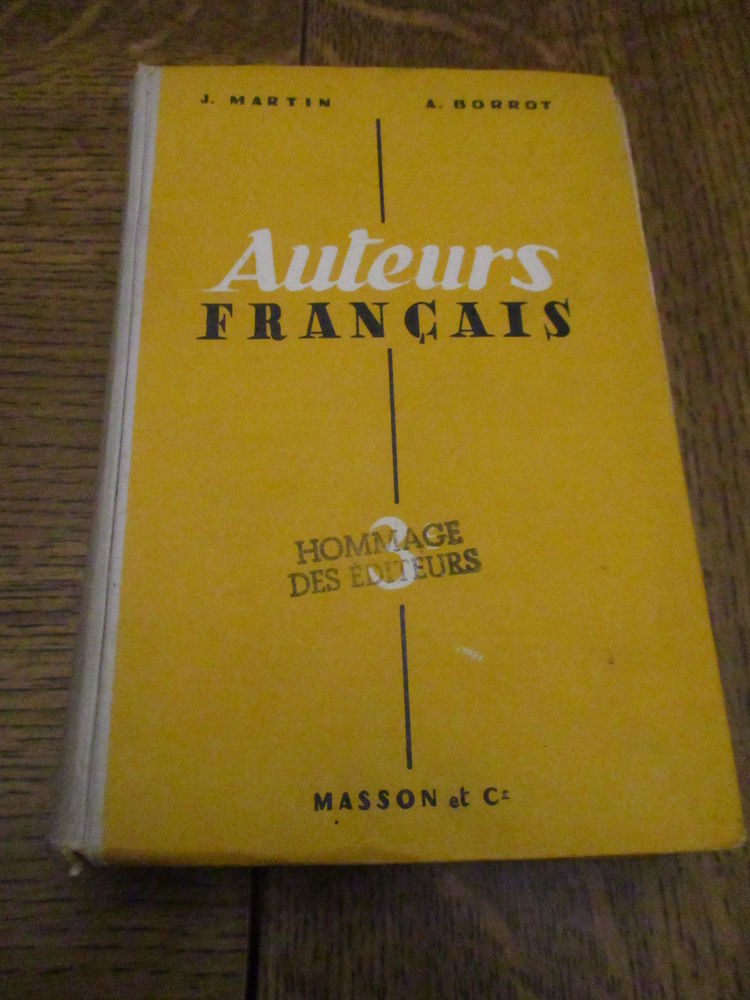 J. MARTIN A. BORROT
Auteurs
FRANÇAIS
3
HOMMAGE
DES ÉDITEURS
MASSON et Cie